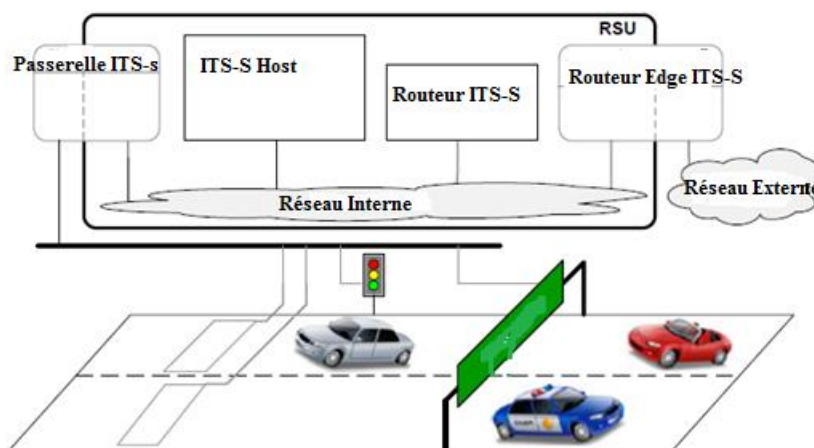 RSU
Passerelle ITS-s
ITS-S Host
Routeur ITS-S
Routeur Edge ITS-S
Réseau Interne
Réseau Externe